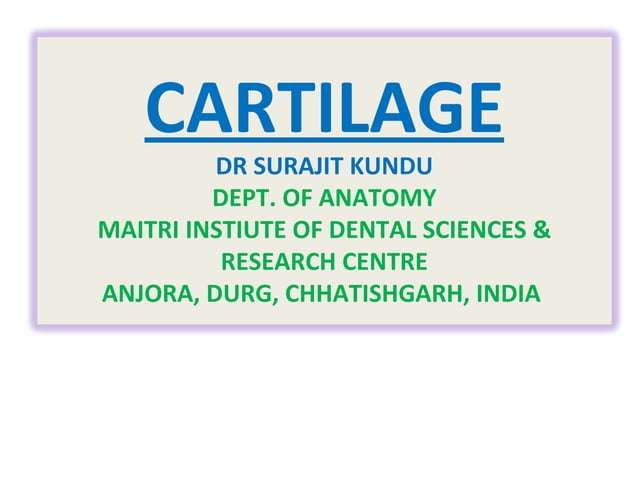 CARTILAGE
DR SURAJIT KUNDU
DEPT. OF ANATOMY
MAITRI INSTIUTE OF DENTAL SCIENCES &
RESEARCH CENTRE
ANJORA, DURG, CHHATISHGARH, INDIA